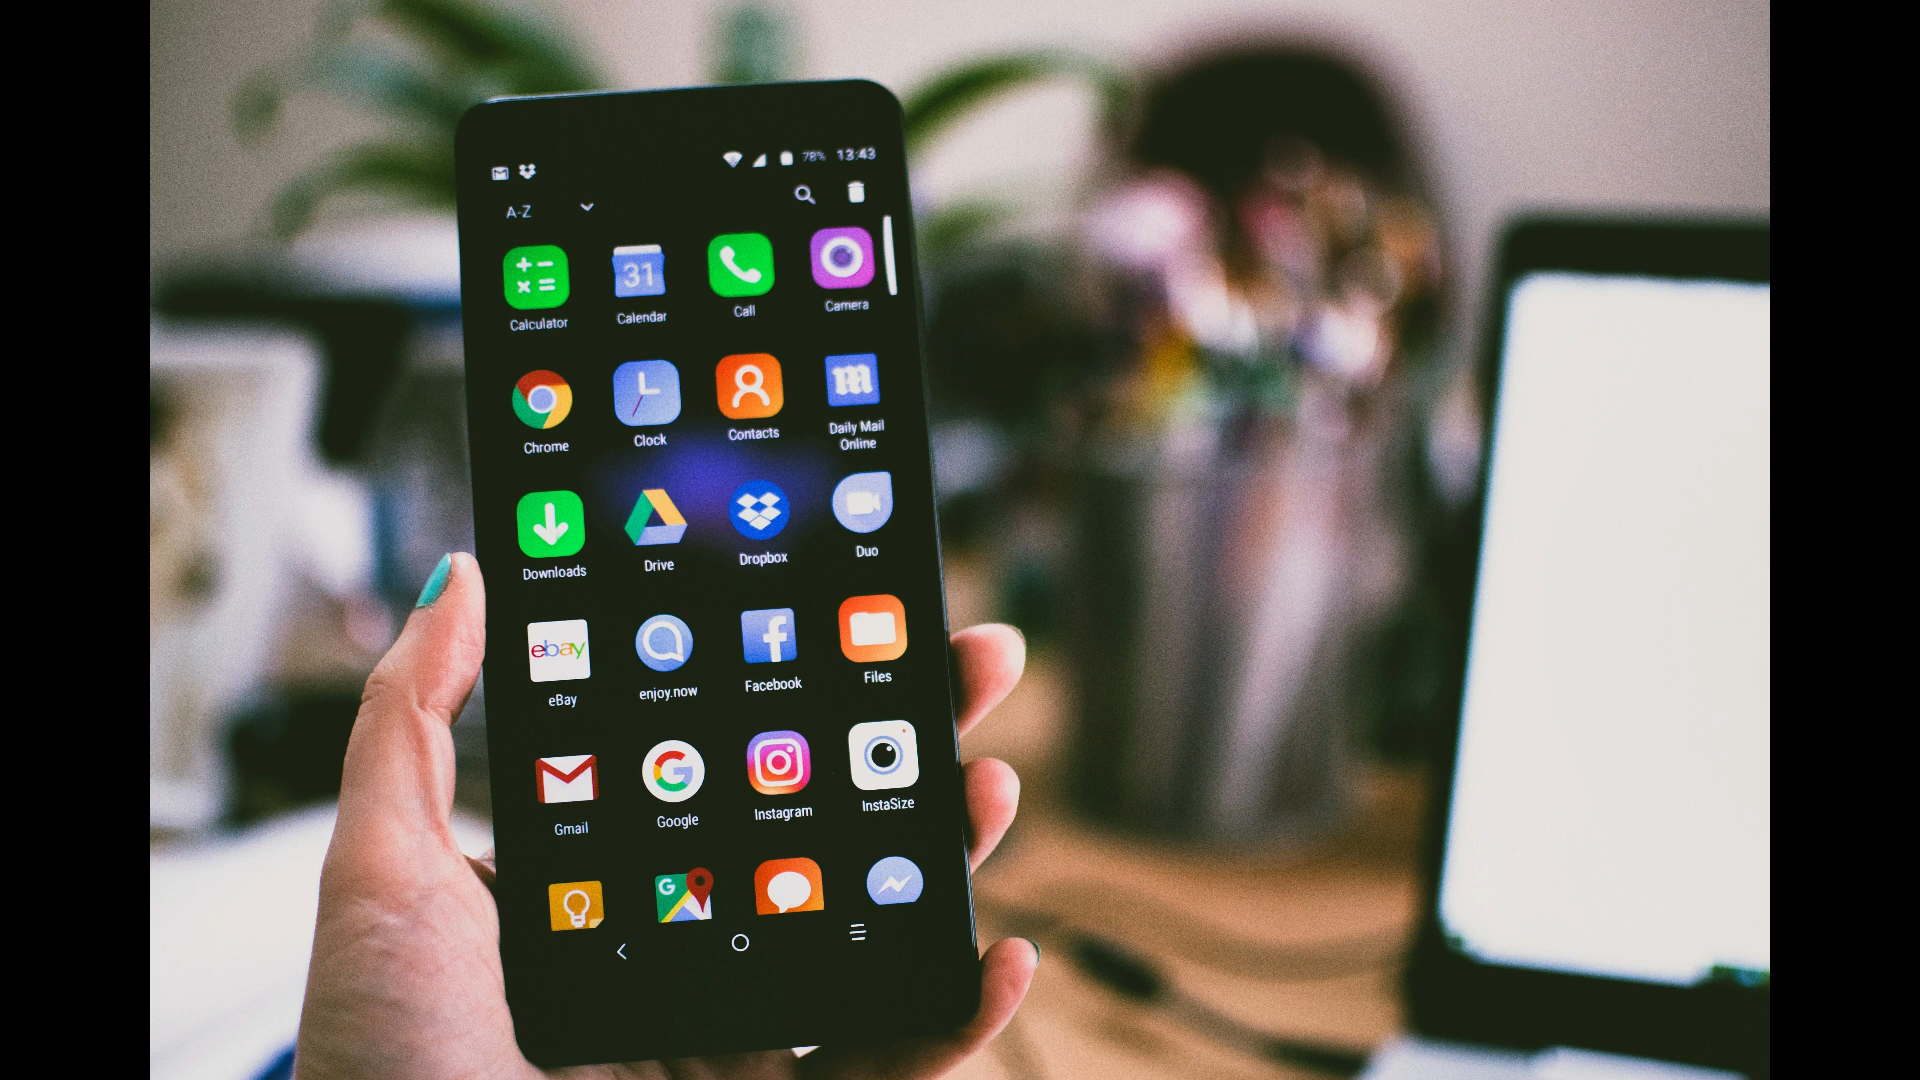 78% 13:43
A-Z
31
Calculator Calendar Call Camera
m
Chrome Clock Contacts Daily Mail
Online
Downloads Drive Dropbox Duo
ebay
f
eBay enjoy.now Facebook Files
G
Gmail Google Instagram InstaSize
G